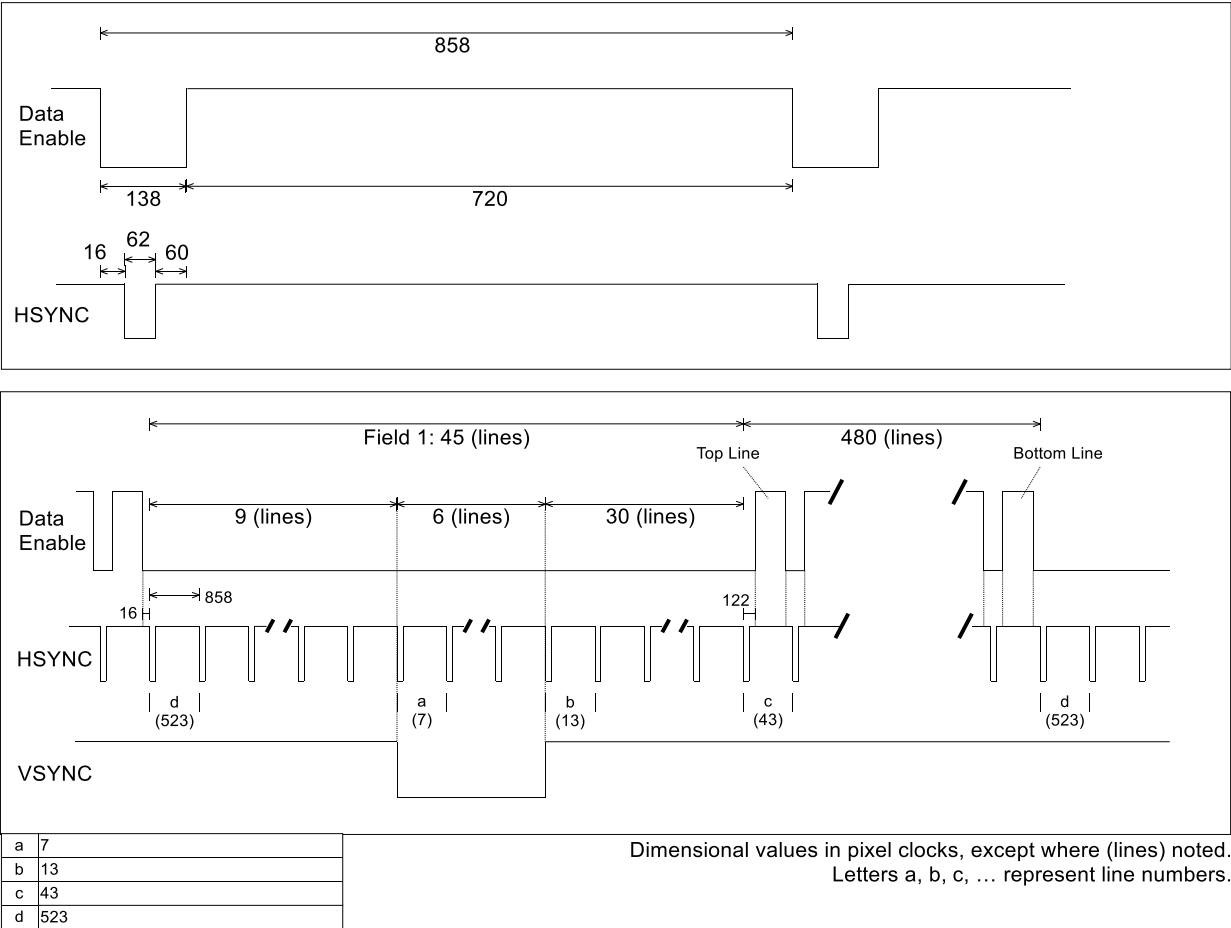 858
Data
Enable
138
720
16
62
60
HSYNC
Field 1: 45 (lines)
480 (lines)
Top Line
Bottom Line
Data
Enable
9 (lines)
6 (lines)
30 (lines)
16
858
122
HSYNC
d
(523)
a
(7)
b
(13)
c
(43)
d
(523)
VSYNC
a 7
b 13
c 43
d 523
Dimensional values in pixel clocks, except where (lines) noted.
Letters a, b, c, … represent line numbers.